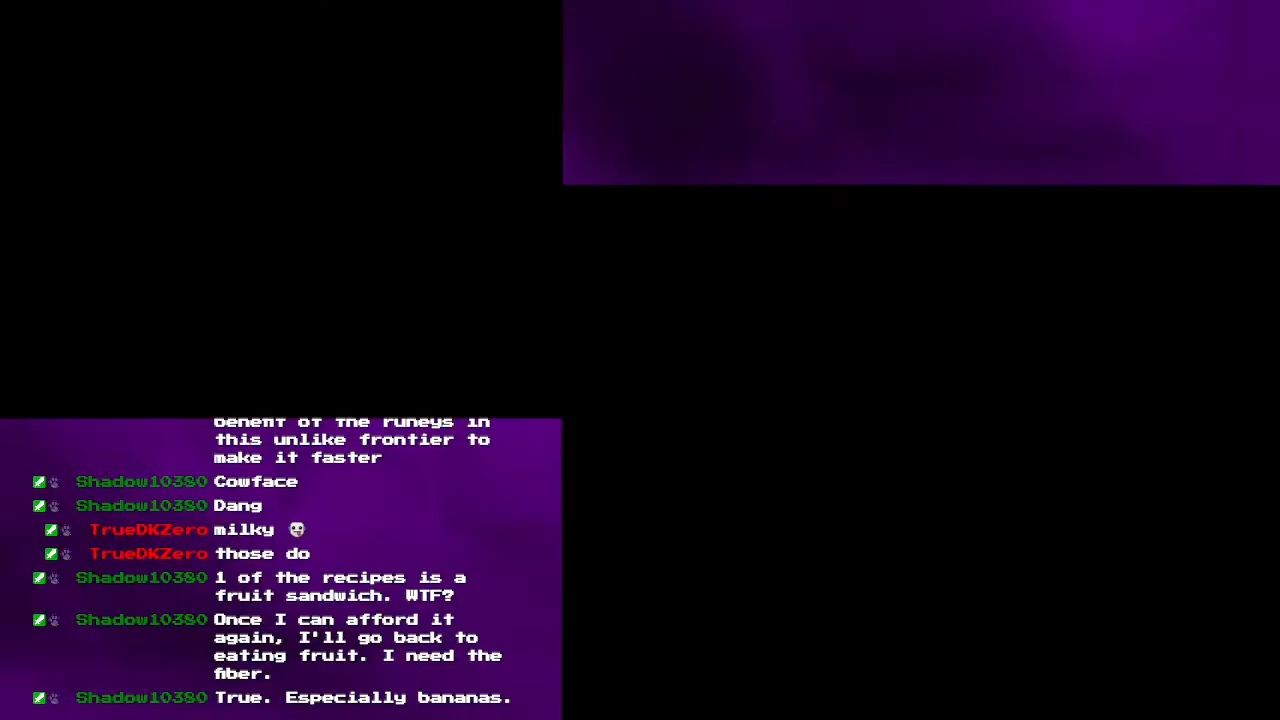 benefit of the runeys in
this unlike frontier to
make it faster
Shadow10380 Cowface
Shadow10380 Dang
TrueDKZero milky
TrueDKZero those do
Shadow10380 1 of the recipes is a
fruit sandwich. WTF?
Shadow10380 Once I can afford it
again, I'll go back to
eating fruit. I need the
fiber.
Shadow10380 True. Especially bananas.